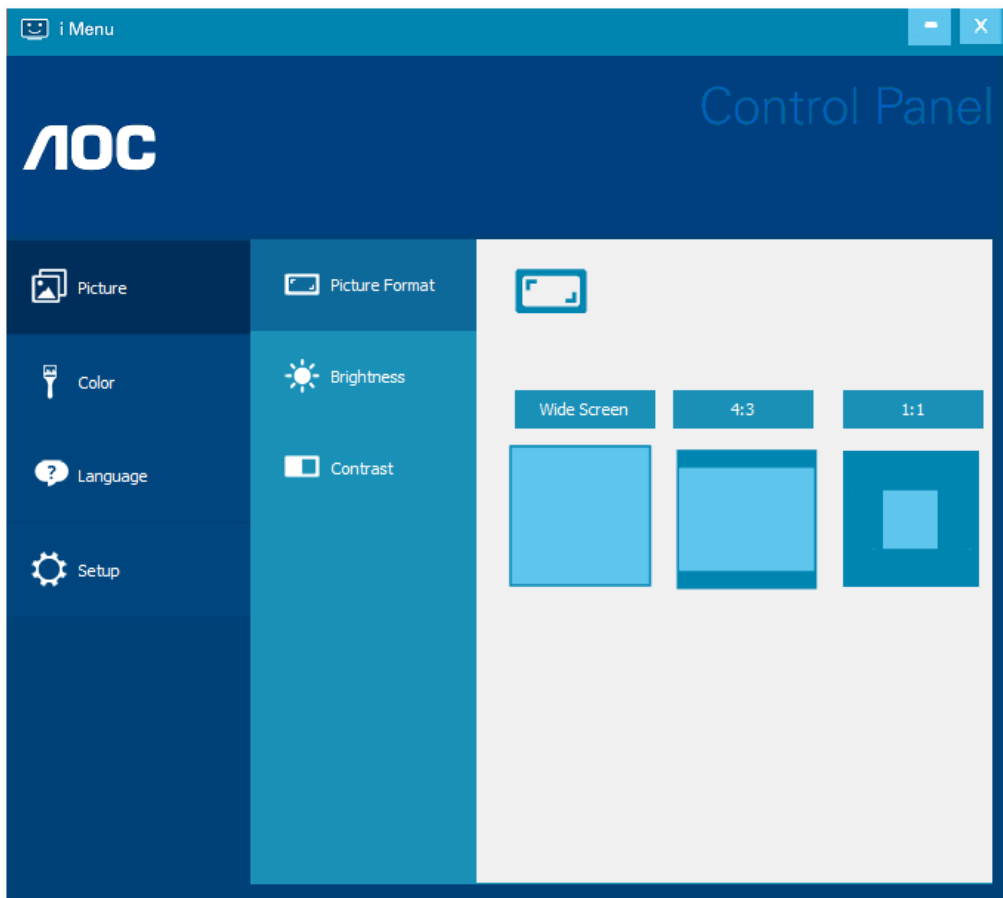 i Menu
- X
Control Panel
AOC
Picture
Picture Format
Color
Brightness
Wide Screen 4:3 1:1
Language
Contrast
Setup